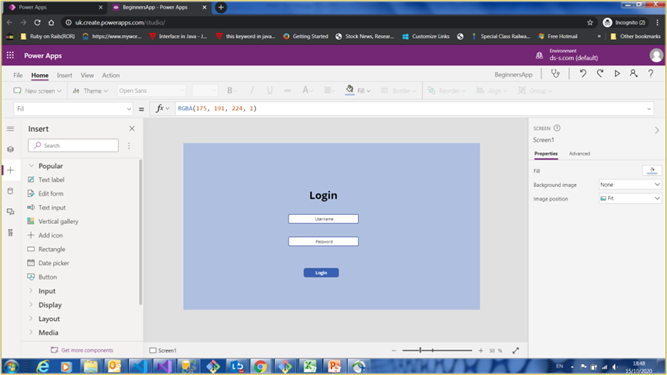 Power Apps
BeginnersApp - Power Apps
uk.create.powerapps.com/studio/
Incognito (2)
Ruby on Rails(ROR)
https://www.mywor...
Interface in Java - J...
this keyword in java...
Getting Started
Stock News, Resear...
Customize Links
Special Class Railway...
Free Hotmail
»
Other bookmarks
Power Apps
Environment
ds-s.com (default)
File
Home
Insert
View
Action
BeginnersApp
New screen
Theme
Open Sans
B
Fill
Border
Reorder
Align
Group
Fill
=
fx
RGBA(175, 191, 224, 1)
Insert
Search
Popular
Text label
Edit form
Text input
Vertical gallery
Add icon
Rectangle
Date picker
Button
Input
Display
Layout
Media
Get more components
Login
Username
Password
Login
SCREEN
Screen1
Properties
Advanced
Fill
Background image
None
Image position
Fit
Screen1
50 %
EN
18:48
15/10/2020